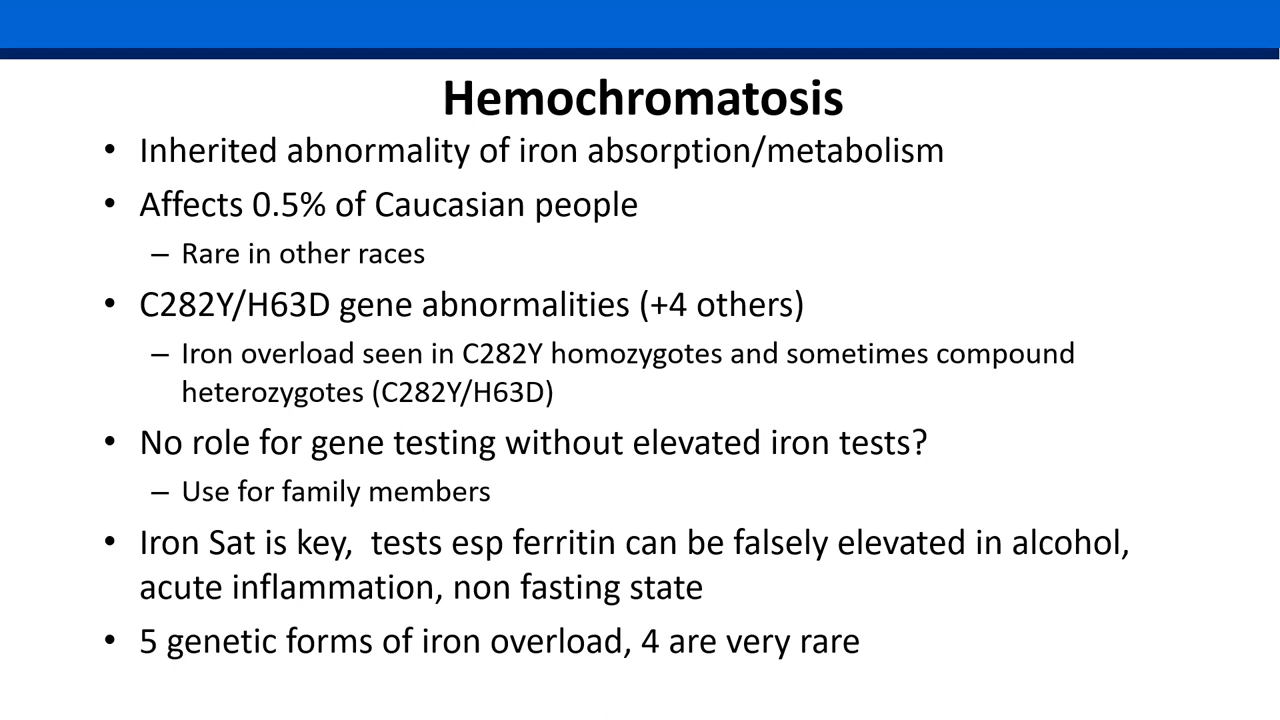 Hemochromatosis
• Inherited abnormality of iron absorption/metabolism
• Affects 0.5% of Caucasian people
– Rare in other races
• C282Y/H63D gene abnormalities (+4 others)
– Iron overload seen in C282Y homozygotes and sometimes compound
heterozygotes (C282Y/H63D)
• No role for gene testing without elevated iron tests?
– Use for family members
• Iron Sat is key,  tests esp ferritin can be falsely elevated in alcohol,
acute inflammation, non fasting state
• 5 genetic forms of iron overload, 4 are very rare